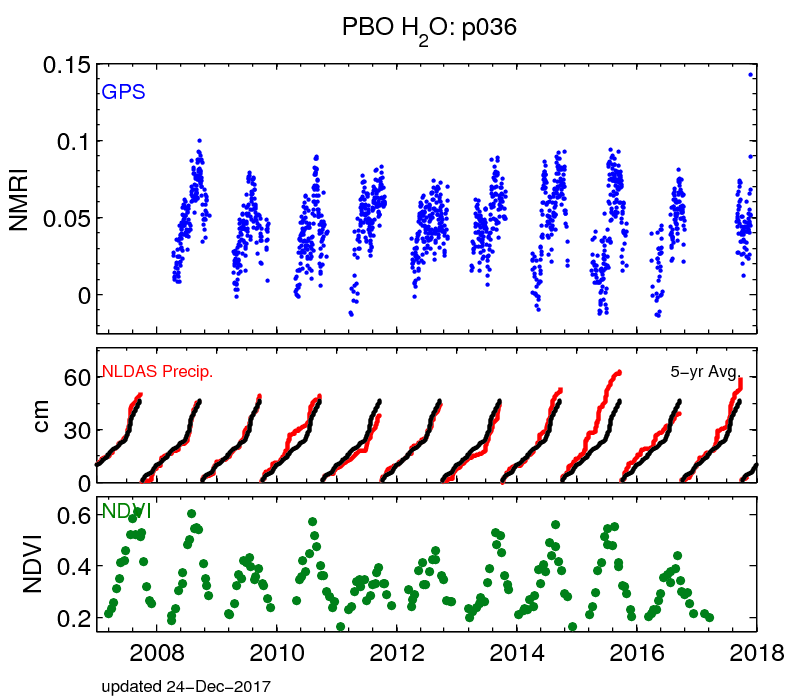 PBO H2O: p036
0.15
GPS
0.1
NMRI
0.05
0
NLDAS Precip.
5−yr Avg.
60
cm
30
0
NDVI
0.6
NDVI
0.4
0.2
2008 2010 2012 2014 2016 2018
updated 24−Dec−2017